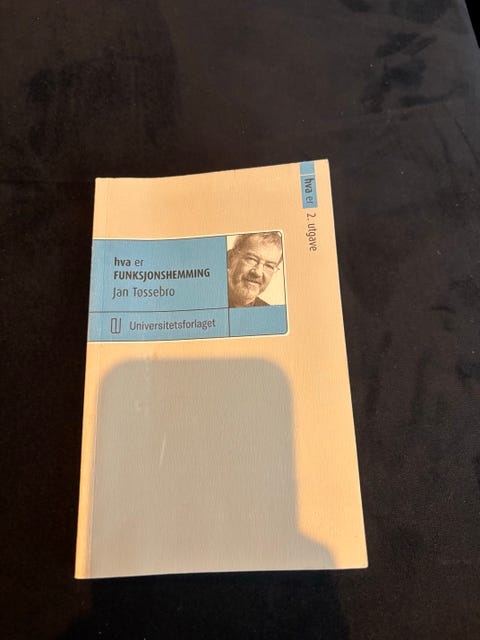 hva er 2. utgave
hva er
FUNKSJONSHEMMING
Jan Tøssebro
Universitetsforlaget